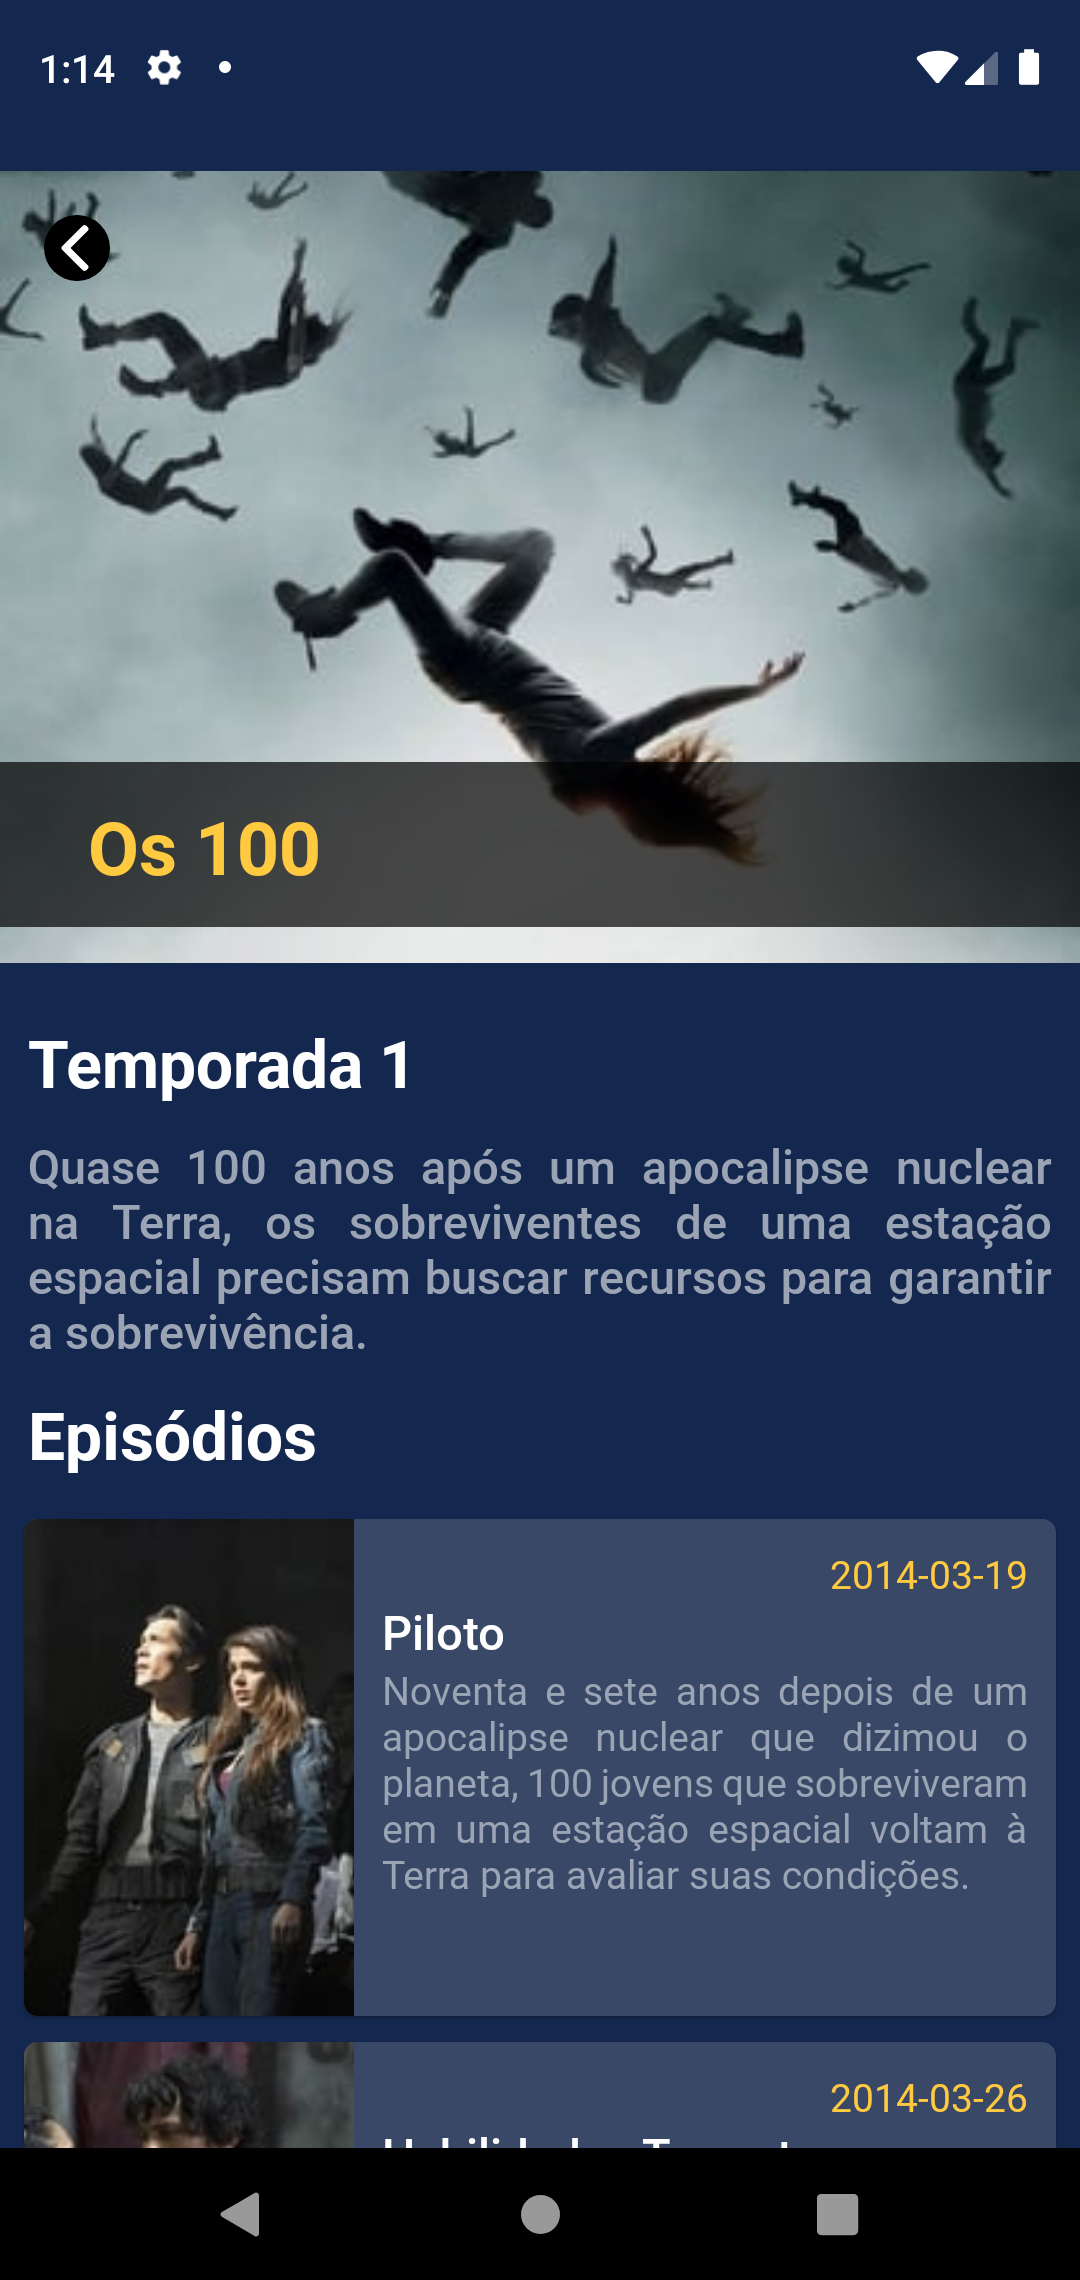 1:14
Os 100
Temporada 1
Quase 100 anos após um apocalipse nuclear
na Terra, os sobreviventes de uma estação
espacial precisam buscar recursos para garantir
a sobrevivência.
Episódios
2014-03-19
Piloto
Noventa e sete anos depois de um
apocalipse nuclear que dizimou o
planeta, 100 jovens que sobreviveram
em uma estação espacial voltam à
Terra para avaliar suas condições.
2014-03-26